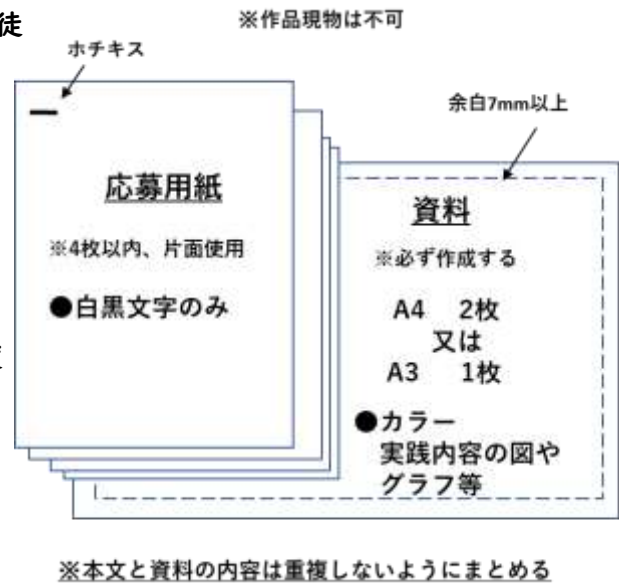 徒
※作品現物は不可
ホチキス
余白7mm以上
応募用紙
※4枚以内、片面使用
●白黒文字のみ
資料
※必ず作成する
A4 2枚
又は
A3 1枚
●カラー
実践内容の図や
グラフ等
※本文と資料の内容は重複しないようにまとめる